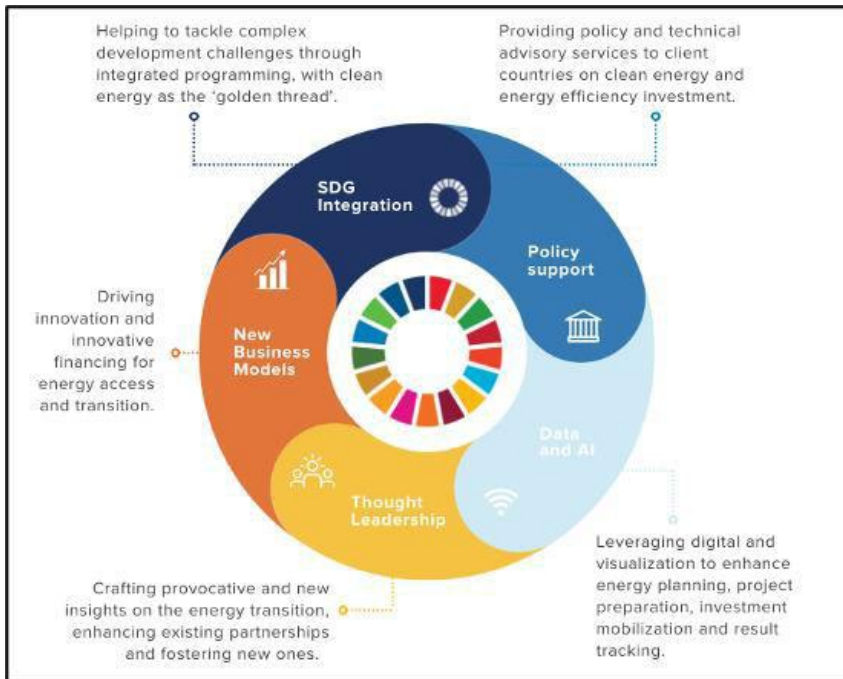 Helping to tackle complex
development challenges through
integrated programming, with clean
energy as the ‘golden thread’.
Providing policy and technical
advisory services to client
countries on clean energy and
energy efficiency investment.
SDG
Integration
Policy
support
Driving
innovation and
innovative
financing for
energy access
and transition.
New
Business
Models
Data
and AI
Thought
Leadership
Crafting provocative and new
insights on the energy transition,
enhancing existing partnerships
and fostering new ones.
Leveraging digital and
visualization to enhance
energy planning, project
preparation, investment
mobilization and result
tracking.